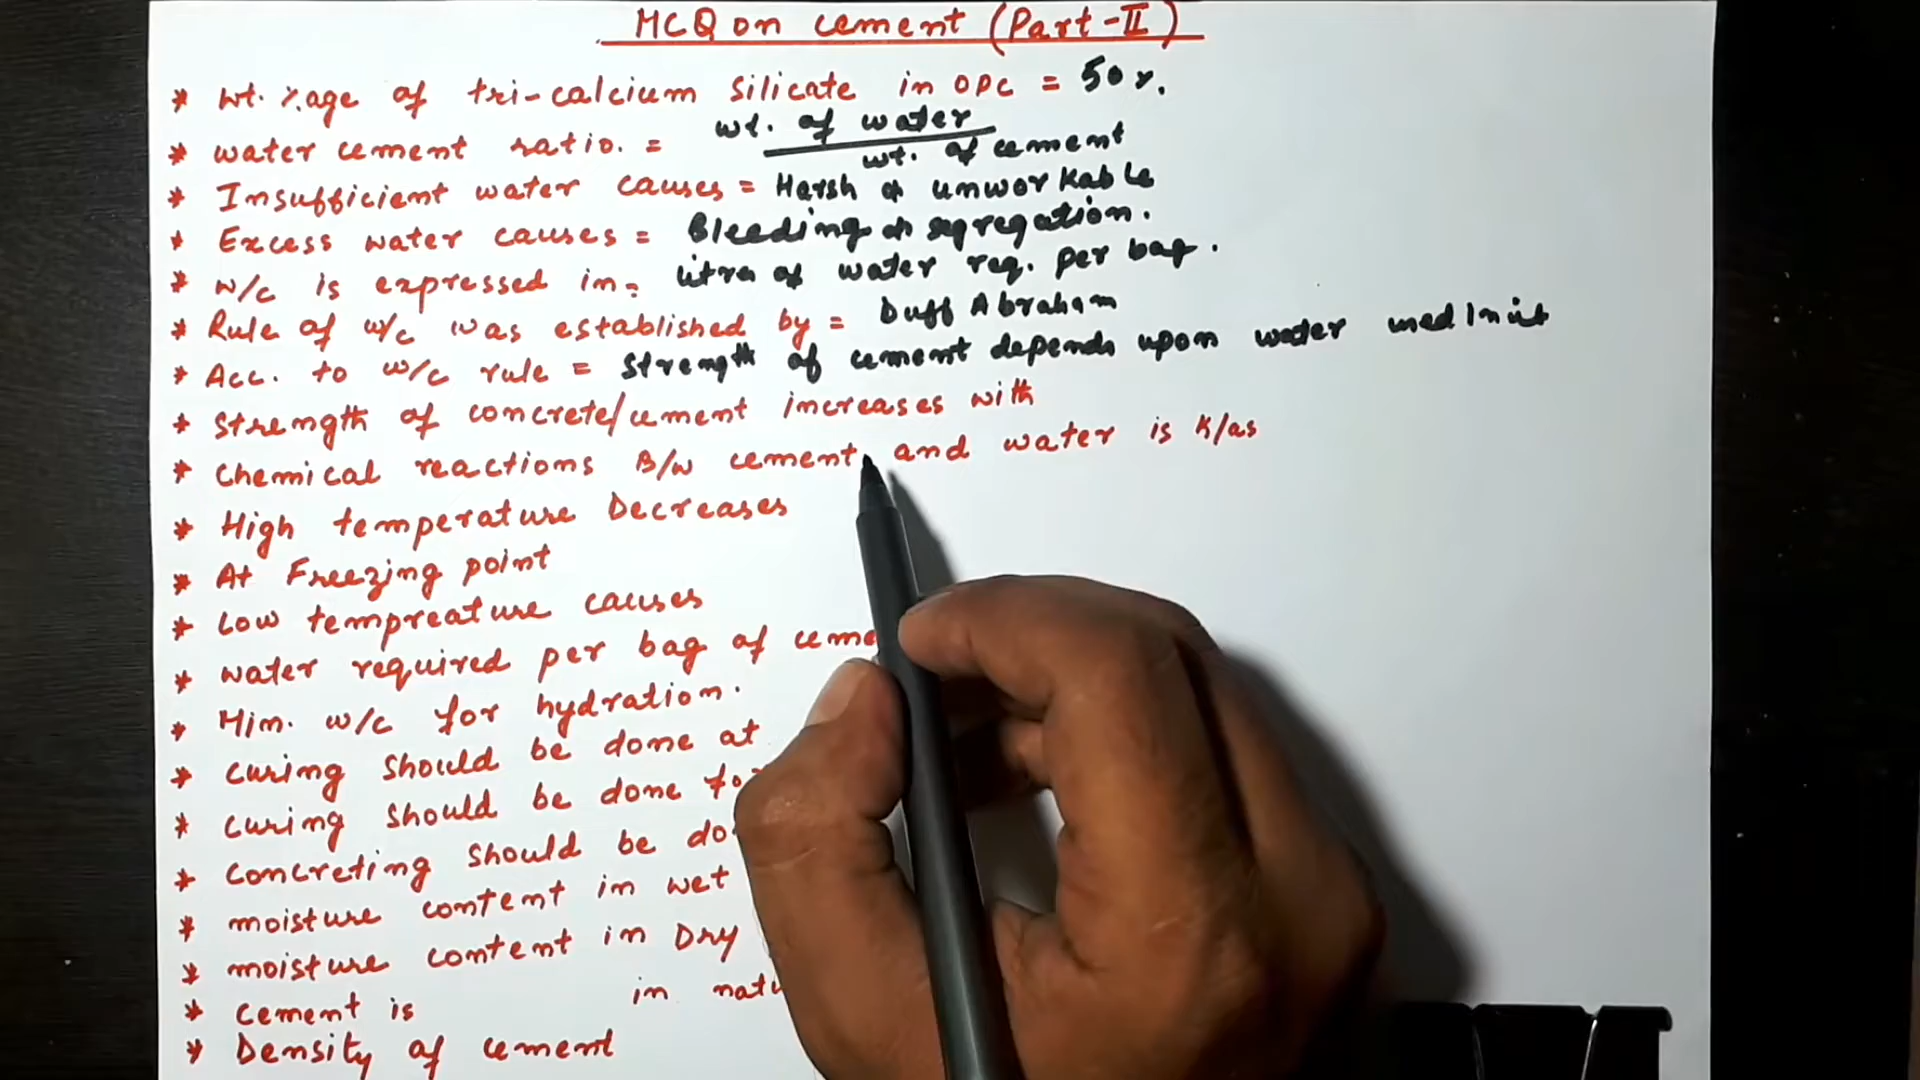 MCQ on cement (Part-II)
* Wt. %age of tri-calcium silicate in OPC = 50%.
* water cement ratio. = wt. of water / wt. of cement
* Insufficient water causes = Harsh & unworkable
* Excess water causes = Bleeding & segregation.
* W/c is expressed in = litres of water req. per bag.
* Rule of w/c was established by = Duff Abraham
* Acc. to w/c rule = Strength of cement depends upon water used in it
* Strength of concrete/cement increases with
* Chemical reactions B/w cement and water is K/as
* High temperature Decreases
* At Freezing point
* Low tempreature causes
* water required per bag of ceme
* Min. w/c for hydration.
* Curing should be done at
* Curing should be done for
* Concreting should be do
* moisture content in wet
* moisture content in Dry
* Cement is in natu
* Density of cement